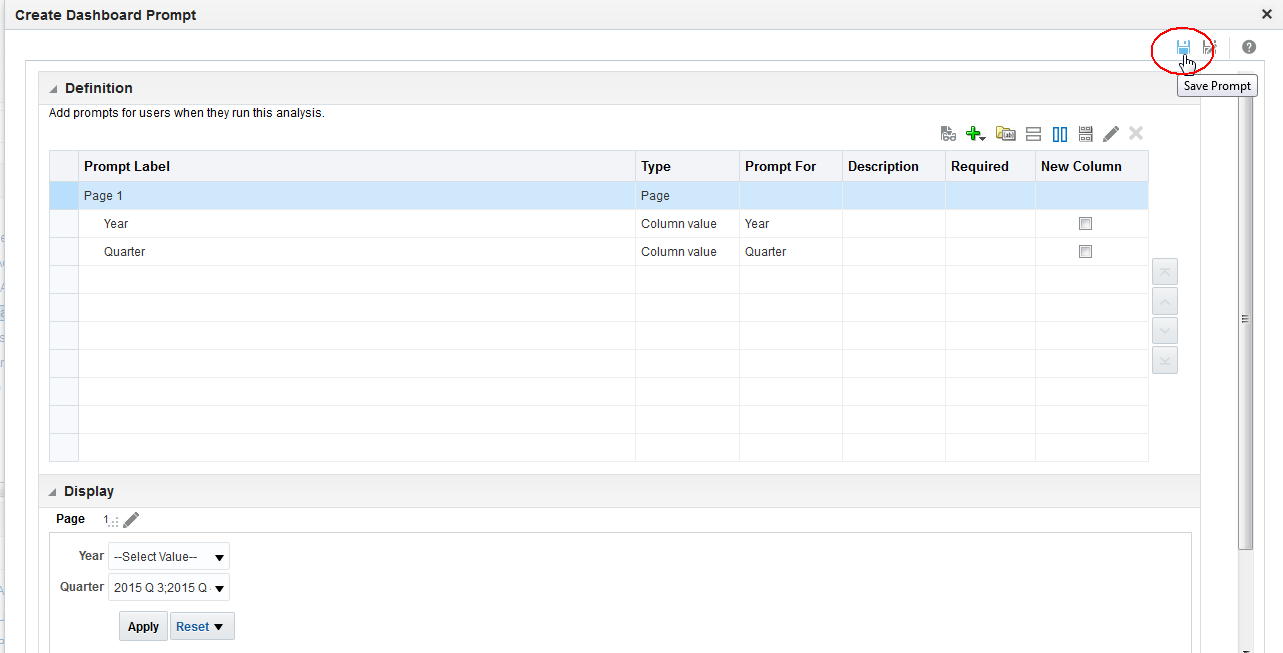 Create Dashboard Prompt
Save Prompt
Definition
Add prompts for users when they run this analysis.
Prompt Label Type Prompt For Description Required New Column
Page 1 Page
Year Column value Year
Quarter Column value Quarter
Display
Page 1
Year --Select Value--
Quarter 2015 Q 3;2015 Q
Apply Reset